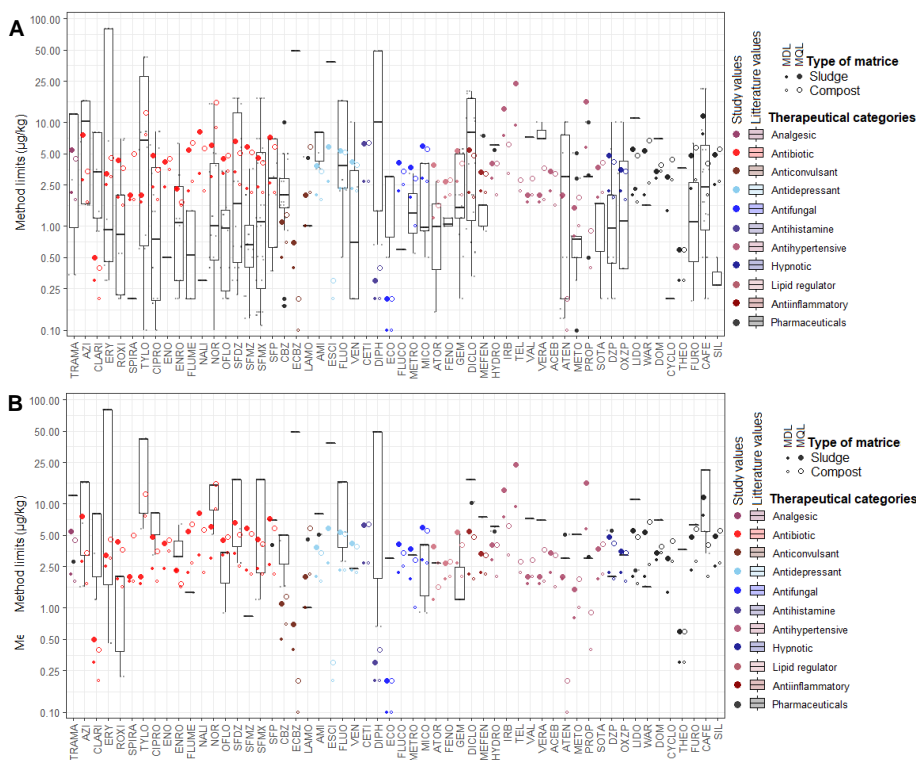 A
Method limits (µg/kg)
100.00
50.00
25.00
10.00
5.00
2.50
1.00
0.50
0.25
0.10
TRAMA
AZI
CLARI
ERY
ROXI
SPIRA
TYLO
CIPRO
ENO
ENRO
FLUME
NALI
NOR
OFLO
SFDZ
SFMZ
SFMX
SFP
CBZ
ECBZ
LAMO
AMI
ESCI
FLUO
VEN
CETI
DIPH
ECO
FLUCO
METRO
MICO
ATOR
FENO
GEM
DICLO
MEFEN
HYDRO
IRB
TEL
VAL
VERA
ACEB
ATEN
METO
PROP
SOTA
DZP
OXZP
LIDO
WAR
DOM
CYCLO
THEO
FURO
CAFE
SIL
Study values
Litterature values
MDL
MQL
Type of matrice
Sludge
Compost
Therapeutical categories
Analgesic
Antibiotic
Anticonvulsant
Antidepressant
Antifungal
Antihistamine
Antihypertensive
Hypnotic
Lipid regulator
Antiinflammatory
Pharmaceuticals
B
Method limits (µg/kg)
Me
100.00
50.00
25.00
10.00
5.00
2.50
1.00
0.50
0.25
0.10
TRAMA
AZI
CLARI
ERY
ROXI
SPIRA
TYLO
CIPRO
ENO
ENRO
FLUME
NALI
NOR
OFLO
SFDZ
SFMZ
SFMX
SFP
CBZ
ECBZ
LAMO
AMI
ESCI
FLUO
VEN
CETI
DIPH
ECO
FLUCO
METRO
MICO
ATOR
FENO
GEM
DICLO
MEFEN
HYDRO
IRB
TEL
VAL
VERA
ACEB
ATEN
METO
PROP
SOTA
DZP
OXZP
LIDO
WAR
DOM
CYCLO
THEO
FURO
CAFE
SIL
Study values
Litterature values
MDL
MQL
Type of matrice
Sludge
Compost
Therapeutical categories
Analgesic
Antibiotic
Anticonvulsant
Antidepressant
Antifungal
Antihistamine
Antihypertensive
Hypnotic
Lipid regulator
Antiinflammatory
Pharmaceuticals